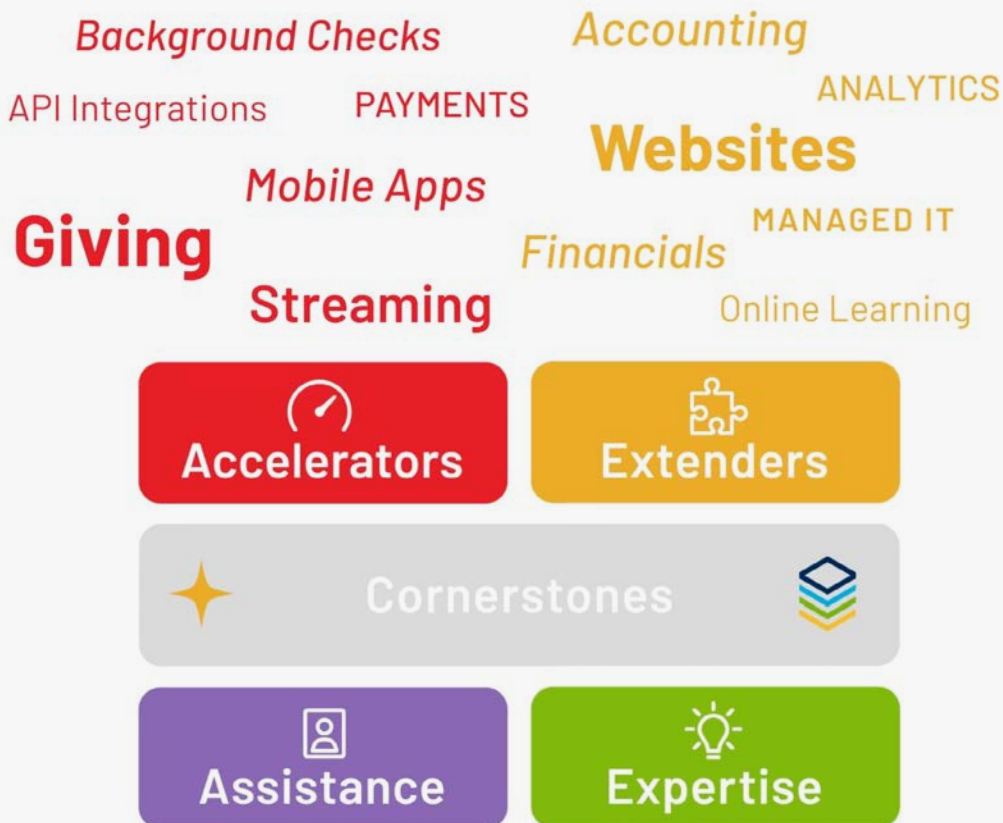 Background Checks
Accounting
API Integrations
PAYMENTS
ANALYTICS
Websites
Mobile Apps
Giving
MANAGED IT
Financials
Streaming
Online Learning
Accelerators
Extenders
Cornerstones
Assistance
Expertise